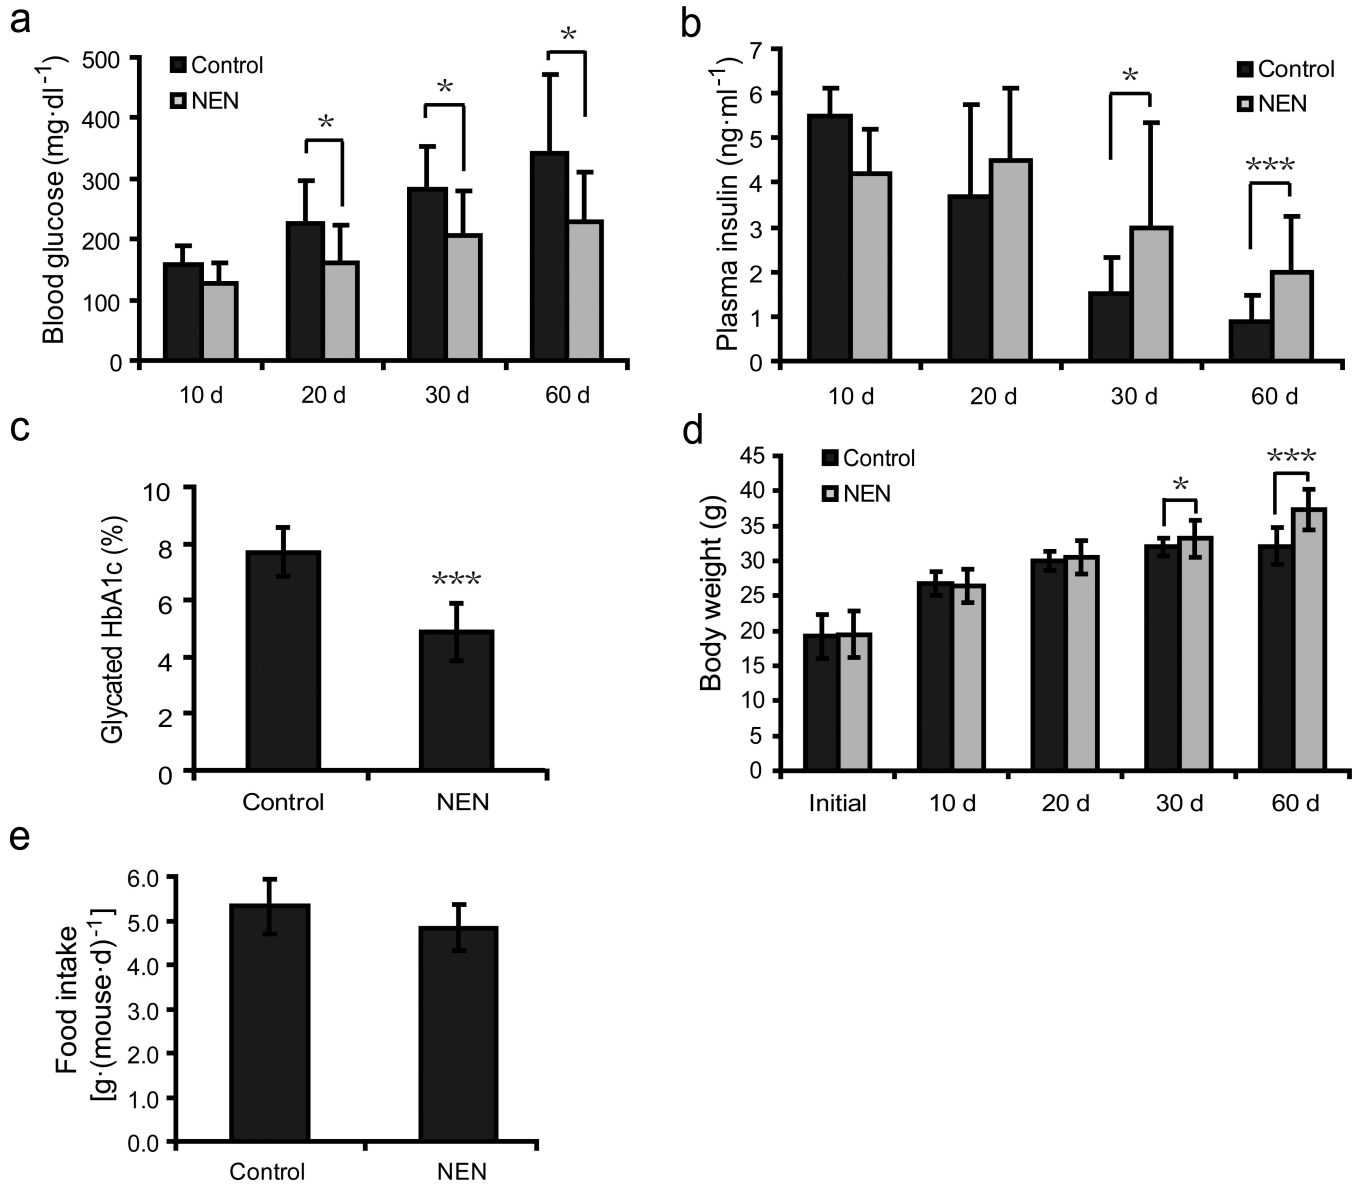 a
Blood glucose (mg·dl-1)
500
400
300
200
100
0
Control
NEN
*
*
*
10 d
20 d
30 d
60 d
b
Plasma insulin (ng·ml-1)
7
6
5
4
3
2
1
0
Control
NEN
*
***
10 d
20 d
30 d
60 d
c
Glycated HbA1c (%)
10
8
6
4
2
0
***
Control
NEN
d
Body weight (g)
45
40
35
30
25
20
15
10
5
0
Control
NEN
*
***
Initial
10 d
20 d
30 d
60 d
e
Food intake
[g·(mouse·d)-1]
6.0
5.0
4.0
3.0
2.0
1.0
0.0
Control
NEN